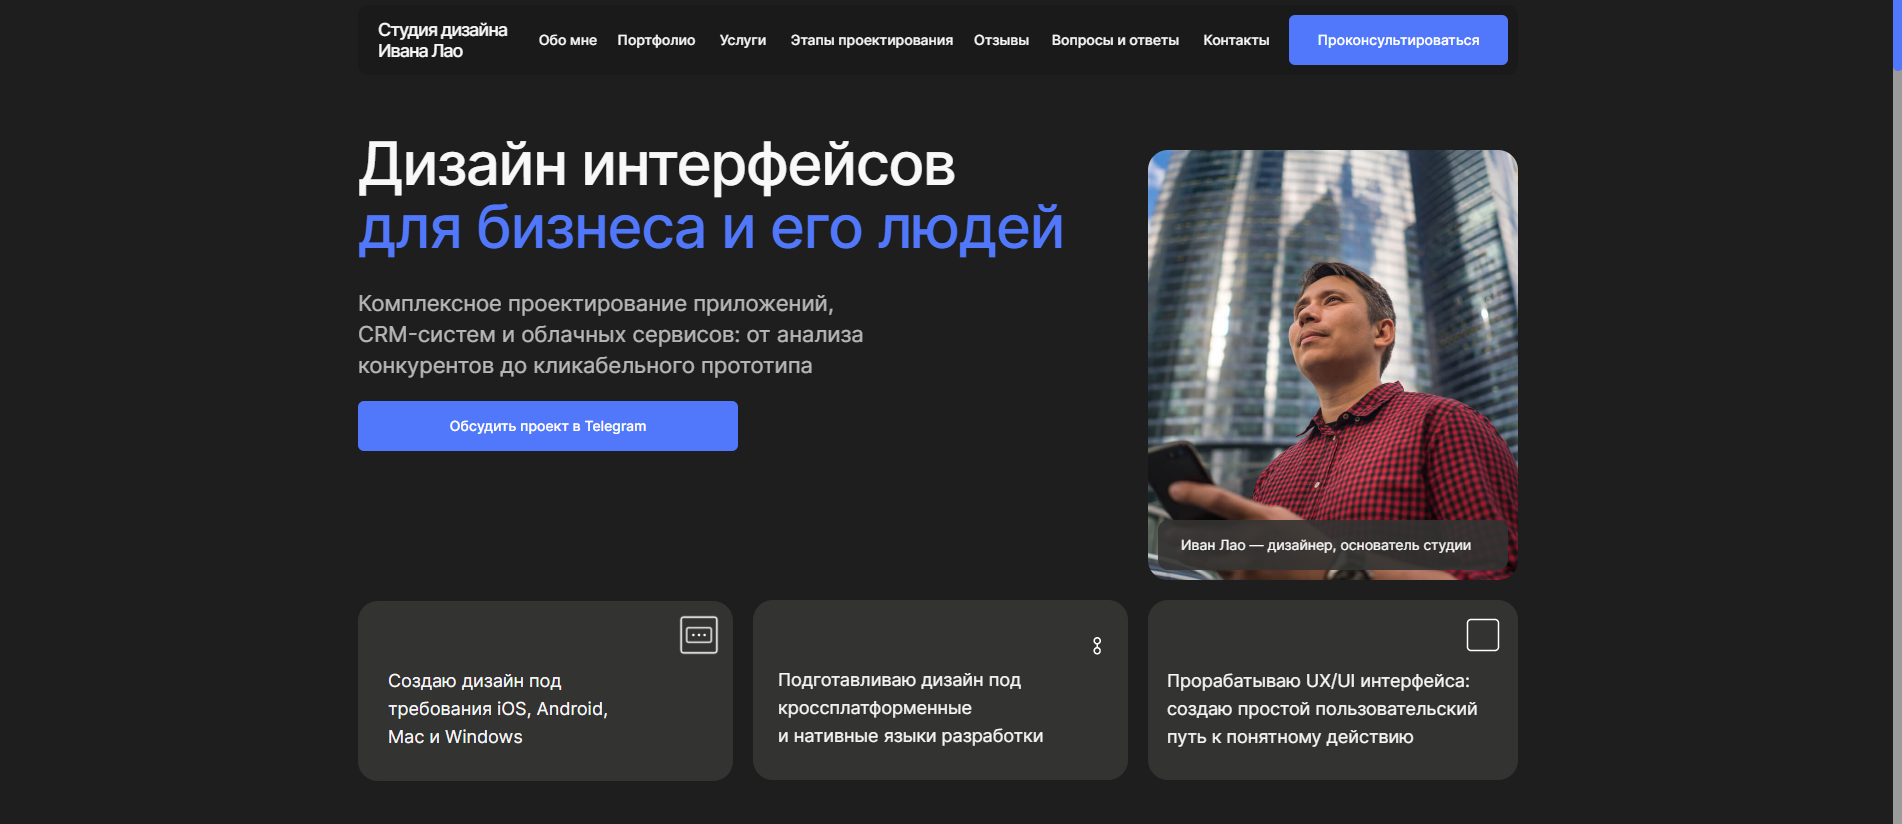 Студия дизайна
Ивана Лао
Обо мне
Портфолио
Услуги
Этапы проектирования
Отзывы
Вопросы и ответы
Контакты
Проконсультироваться
Дизайн интерфейсов
для бизнеса и его людей
Комплексное проектирование приложений,
CRM-систем и облачных сервисов: от анализа
конкурентов до кликабельного прототипа
Обсудить проект в Telegram
Иван Лао — дизайнер, основатель студии
Создаю дизайн под
требования iOS, Android,
Mac и Windows
Подготавливаю дизайн под
кроссплатформенные
и нативные языки разработки
Прорабатываю UX/UI интерфейса:
создаю простой пользовательский
путь к понятному действию